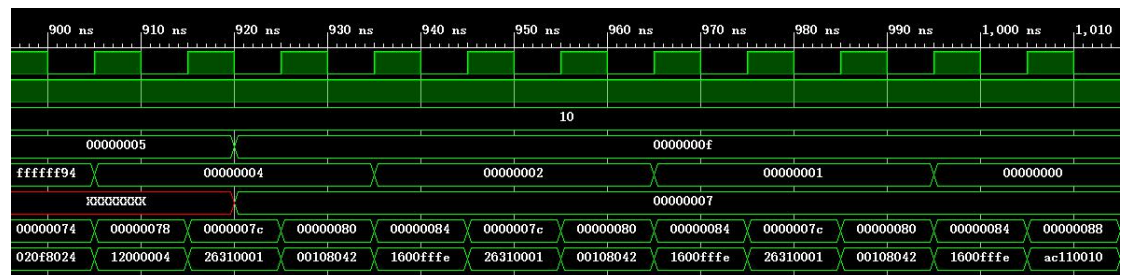 900 ns 910 ns 920 ns 930 ns 940 ns 950 ns 960 ns 970 ns 980 ns 990 ns 1,000 ns 1,010
10
00000005 0000000f
ffffff94 00000004 00000002 00000001 00000000
XXXXXXXX 00000007
00000074 00000078 0000007c 00000080 00000084 0000007c 00000080 00000084 0000007c 00000080 00000084 00000088
020f8024 12000004 26310001 00108042 1600fffe 26310001 00108042 1600fffe 26310001 00108042 1600fffe ac110010